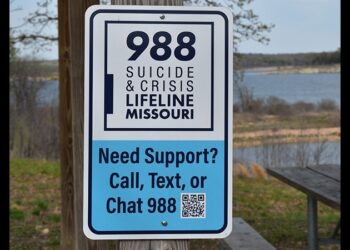 988
SUICIDE
& CRISIS
LIFELINE
MISSOURI
Need Support?
Call, Text, or
Chat 988